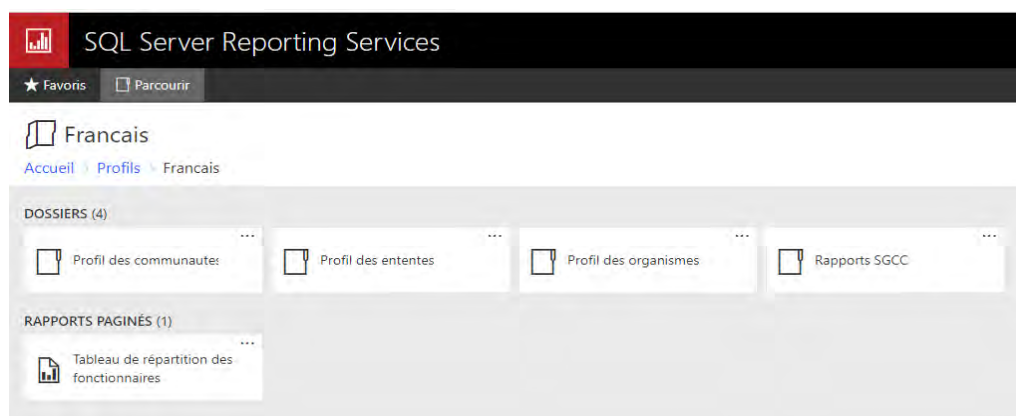 SQL Server Reporting Services
Favoris Parcourir
Francais
Accueil Profils Francais
DOSSIERS (4)
Profil des communautes Profil des ententes Profil des organismes Rapports SGCC
RAPPORTS PAGINÉS (1)
Tableau de répartition des
fonctionnaires